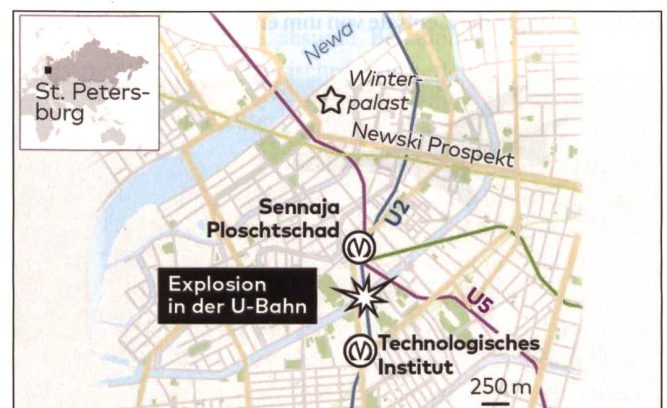 St. Peters-
burg
Newa
Winter-
palast
Newski Prospekt
Sennaja
Ploschtschad
U2
Explosion
in der U-Bahn
U5
Technologisches
Institut
250 m